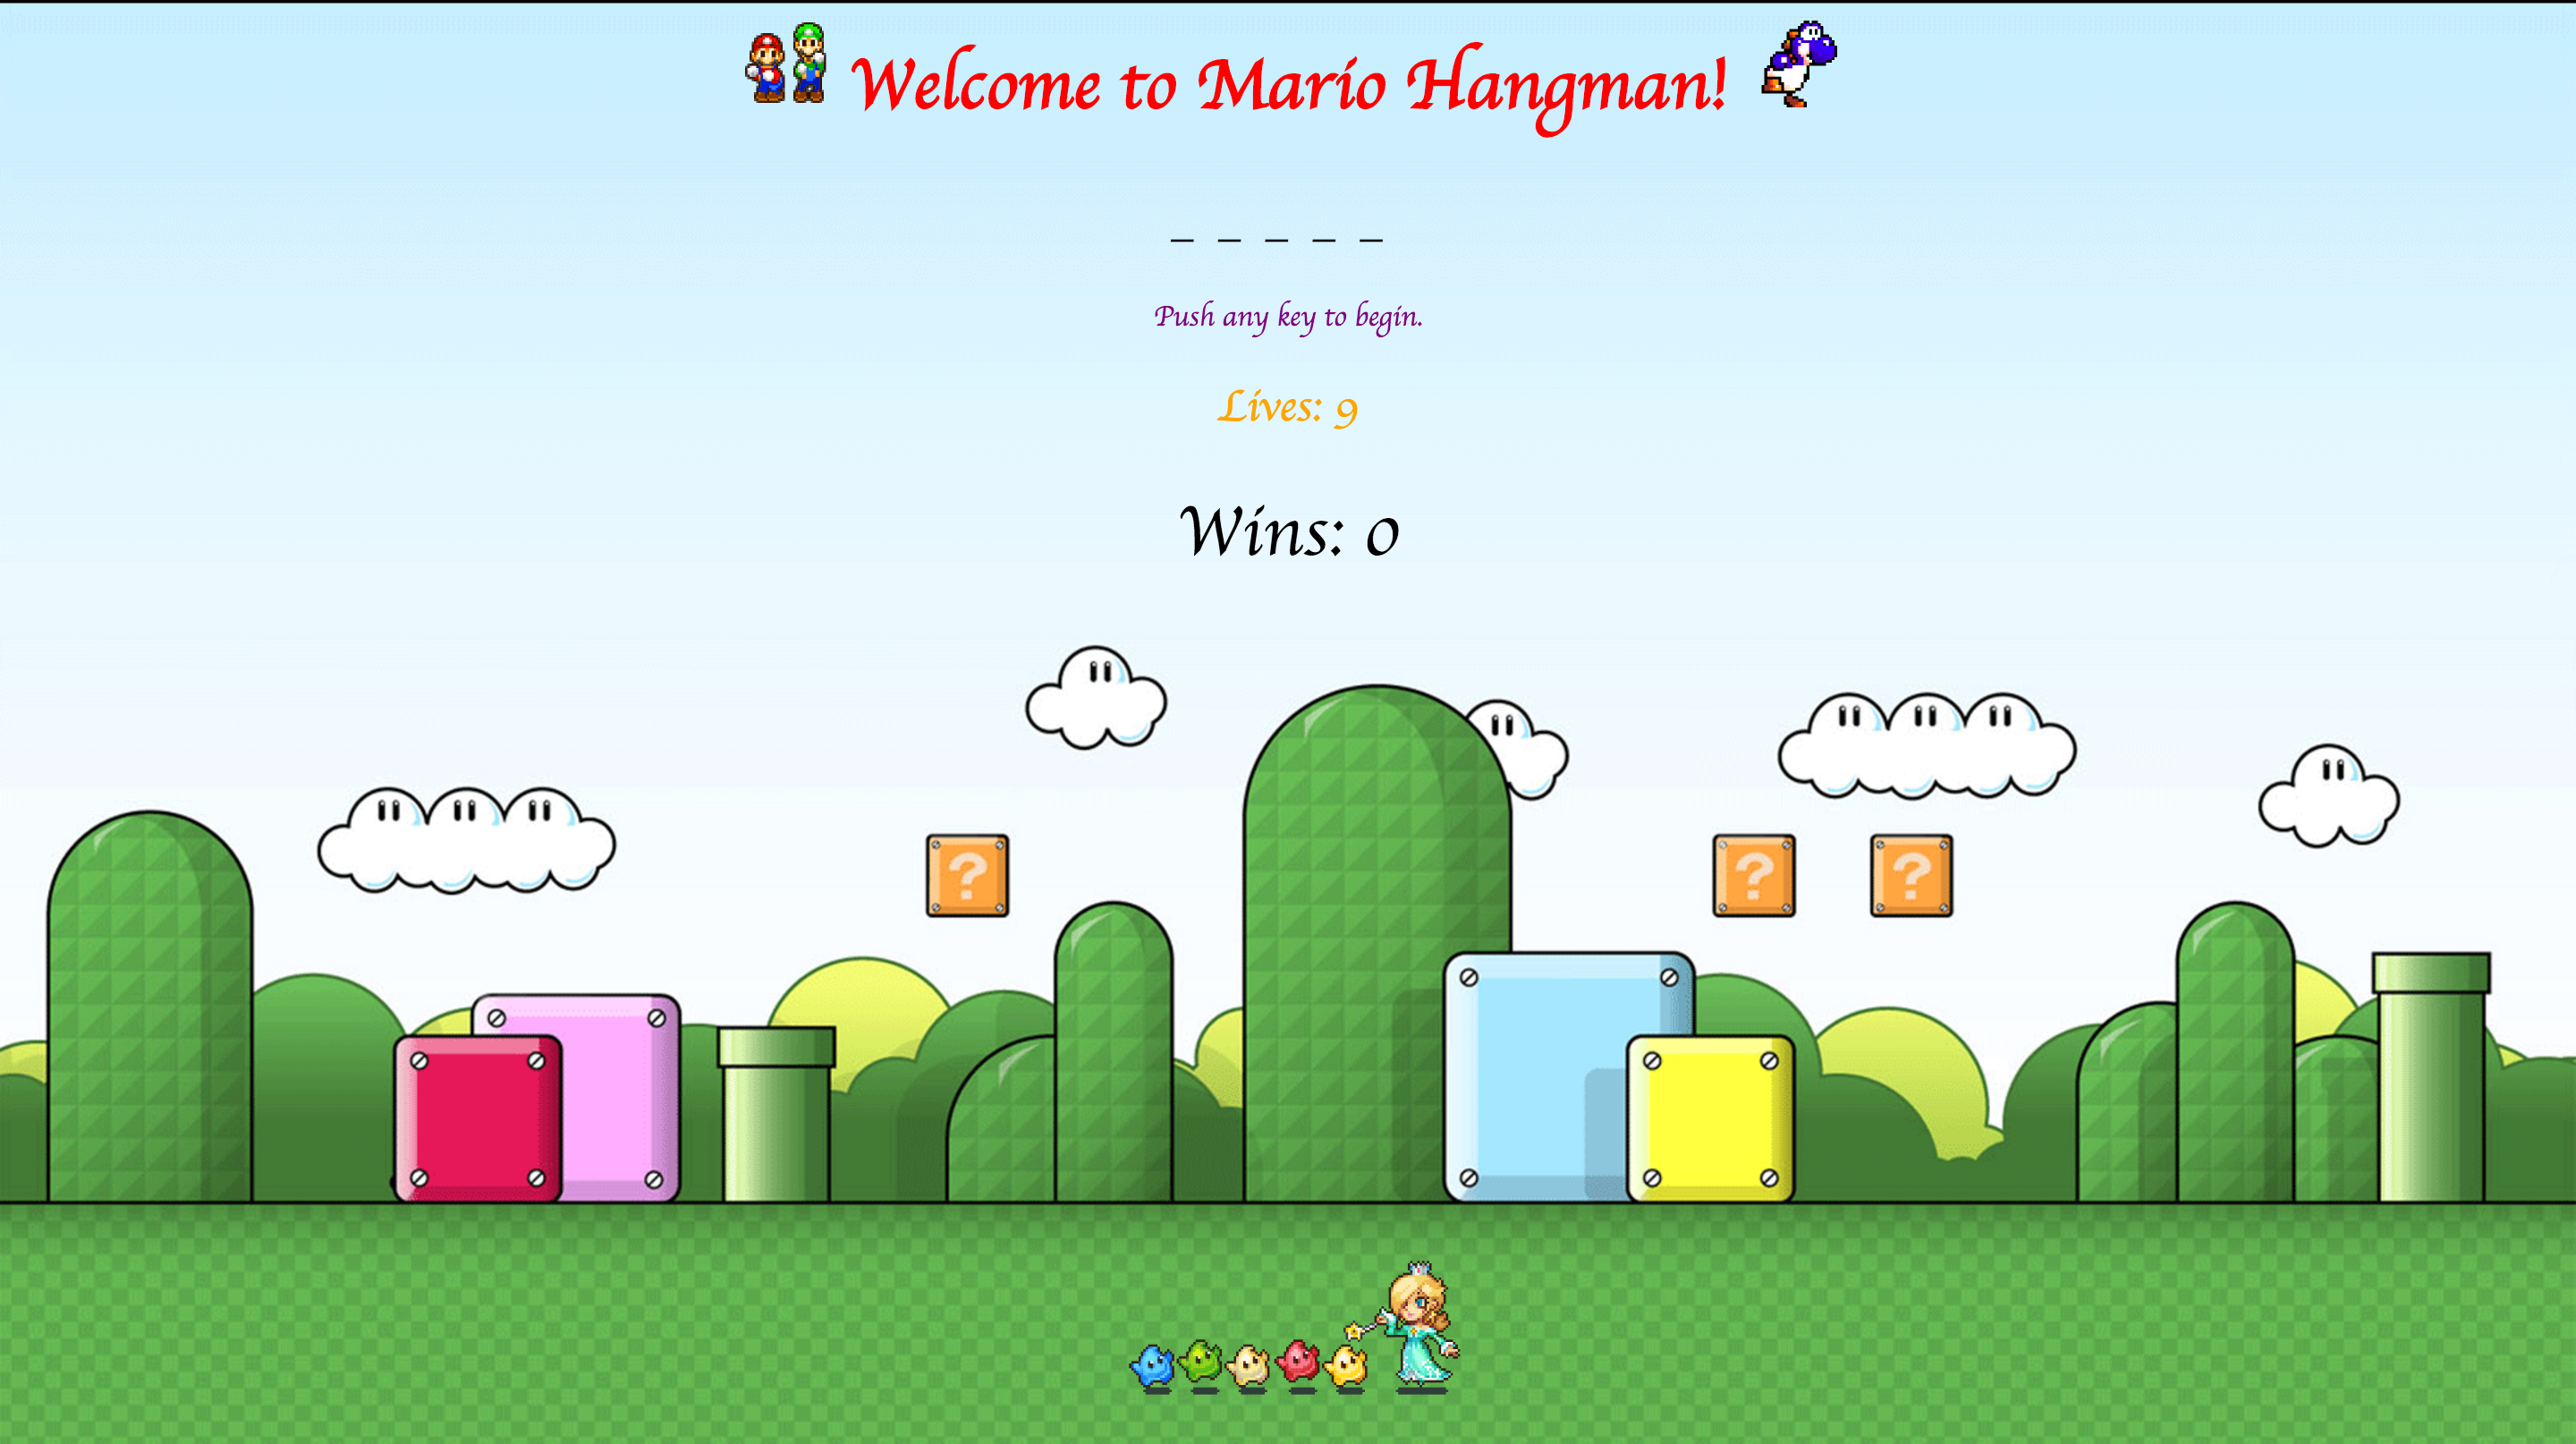 Welcome to Mario Hangman!
_ _ _ _ _
Push any key to begin.
Lives: 9
Wins: 0
?
? ?